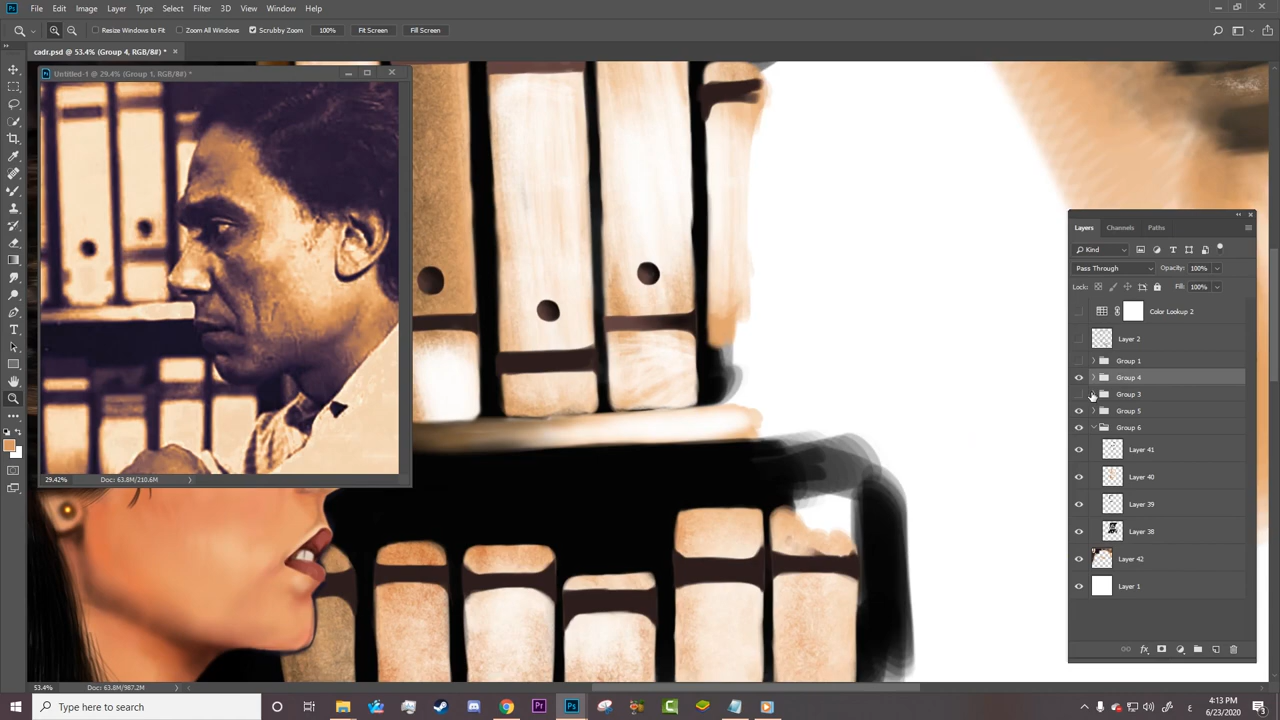 Ps File Edit Image Layer Type Select Filter 3D View Window Help
Resize Windows to Fit Zoom All Windows Scrubby Zoom 100% Fit Screen Fill Screen
cadr.psd @ 53.4% (Group 4, RGB/8#) * ×
Ps Untitled-1 @ 29.4% (Group 1, RGB/8#) *
29.42% Doc: 63.8M/210.6M
Layers Channels Paths
Kind
Pass Through Opacity: 100%
Lock: Fill: 100%
Color Lookup 2
Layer 2
Group 1
Group 4
Group 3
Group 5
Group 6
Layer 41
Layer 40
Layer 39
Layer 38
Layer 42
Layer 1
fx
53.4% Doc: 63.8M/987.2M
Type here to search
Pr
Ps
ع
4:13 PM
6/23/2020